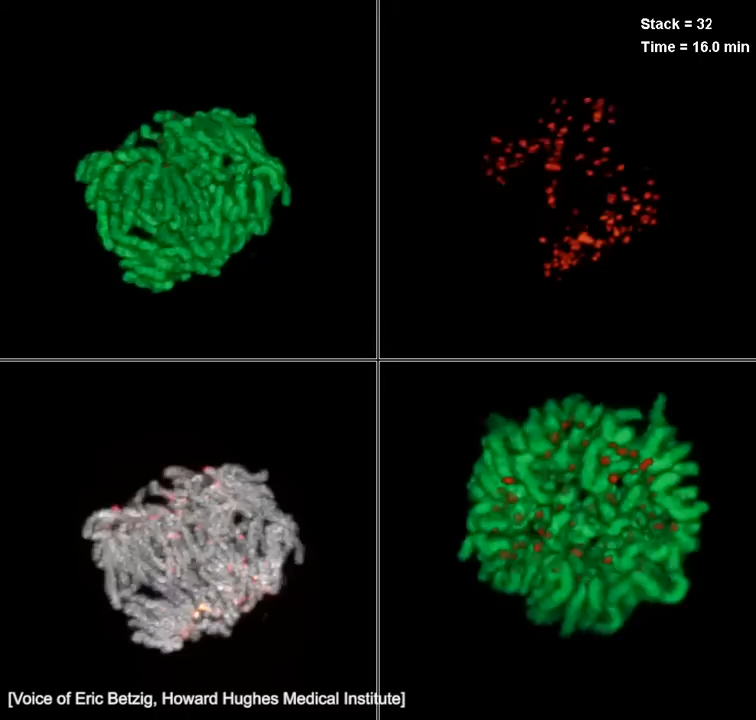 Stack = 32
Time = 16.0 min
[Voice of Eric Betzig, Howard Hughes Medical Institute]